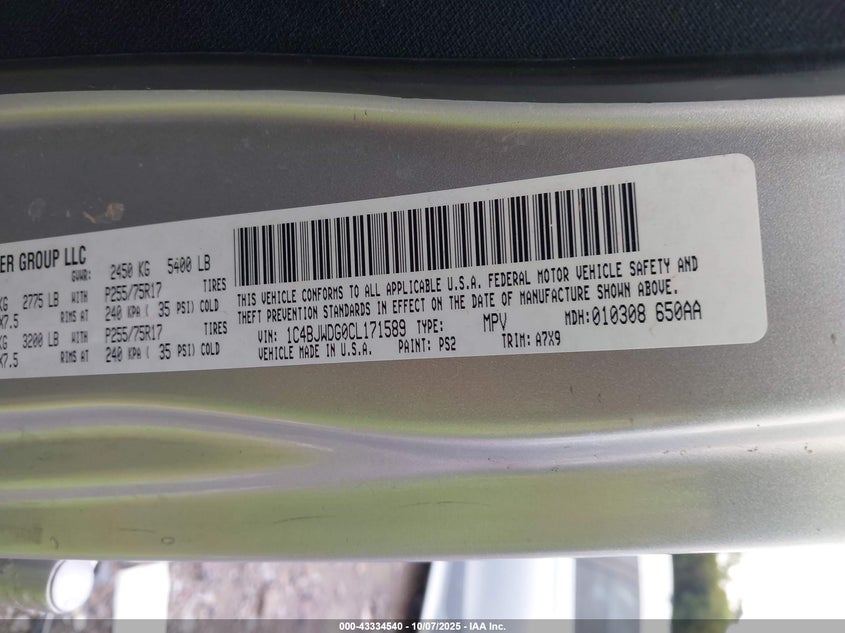 ER GROUP LLC
GVWR: 2450 KG 5400 LB
KG 2775 LB WITH P255/75R17 TIRES
X7.5 RIMS AT 240 KPA ( 35 PSI) COLD
KG 3200 LB WITH P255/75R17 TIRES
X7.5 RIMS AT 240 KPA ( 35 PSI) COLD
THIS VEHICLE CONFORMS TO ALL APPLICABLE U.S.A. FEDERAL MOTOR VEHICLE SAFETY AND
THEFT PREVENTION STANDARDS IN EFFECT ON THE DATE OF MANUFACTURE SHOWN ABOVE.
VIN: 1C4BJWDG0CL171589 TYPE: MPV MDH: 010308 650AA
VEHICLE MADE IN U.S.A. PAINT: PS2 TRIM: A7X9
000-43334540 - 10/07/2025 - IAA Inc.